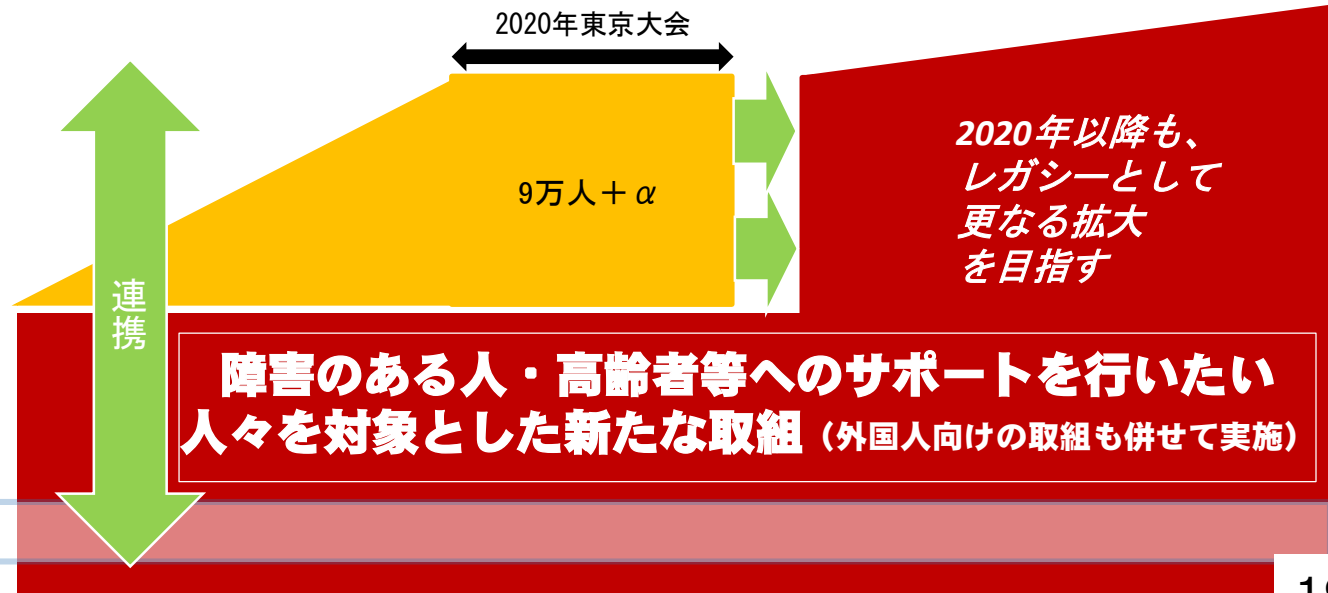 2020年東京大会
9万人＋α
2020年以降も、
レガシーとして
更なる拡大
を目指す
連携
障害のある人・高齢者等へのサポートを行いたい
人々を対象とした新たな取組（外国人向けの取組も併せて実施）